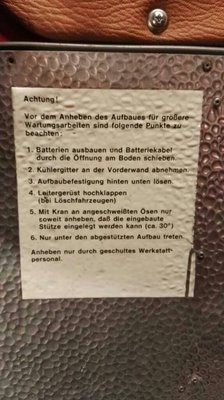 Achtung!
Vor dem Anheben des Aufbaues für größere
Wartungsarbeiten sind folgende Punkte zu
beachten:
1. Batterien ausbauen und Batteriekabel
durch die Öffnung am Boden schieben.
2. Kühlergitter an der Vorderwand abnehmen.
3. Aufbaubefestigung hinten unten lösen.
4. Leitergerüst hochklappen
(bei Löschfahrzeugen)
5. Mit Kran an angeschweißten Ösen nur
soweit anheben, daß die eingebaute
Stütze eingelegt werden kann (ca. 30°)
6. Nur unter den abgestützten Aufbau treten.
Anheben nur durch geschultes Werkstatt-
personal.